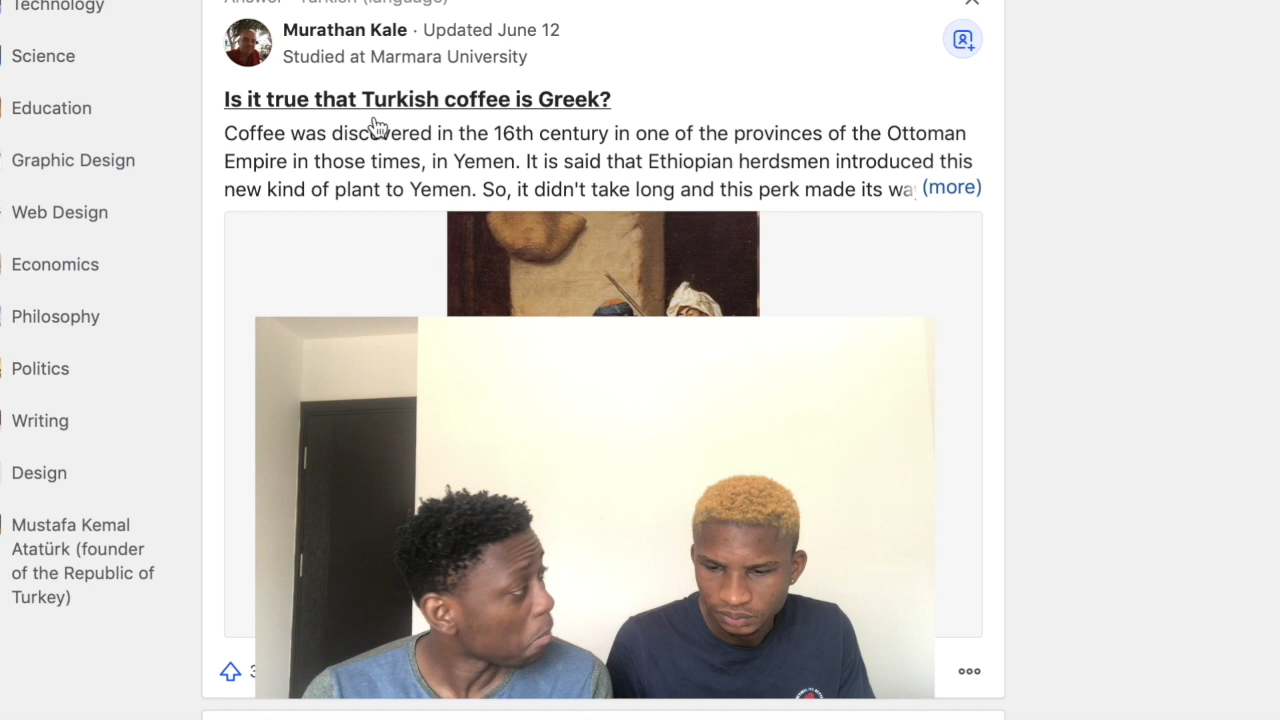 Technology
Science
Education
Graphic Design
Web Design
Economics
Philosophy
Politics
Writing
Design
Mustafa Kemal
Atatürk (founder
of the Republic of
Turkey)
Answer · Turkish (language)
Murathan Kale · Updated June 12
Studied at Marmara University
Is it true that Turkish coffee is Greek?
Coffee was discovered in the 16th century in one of the provinces of the Ottoman
Empire in those times, in Yemen. It is said that Ethiopian herdsmen introduced this
new kind of plant to Yemen. So, it didn't take long and this perk made its (more)